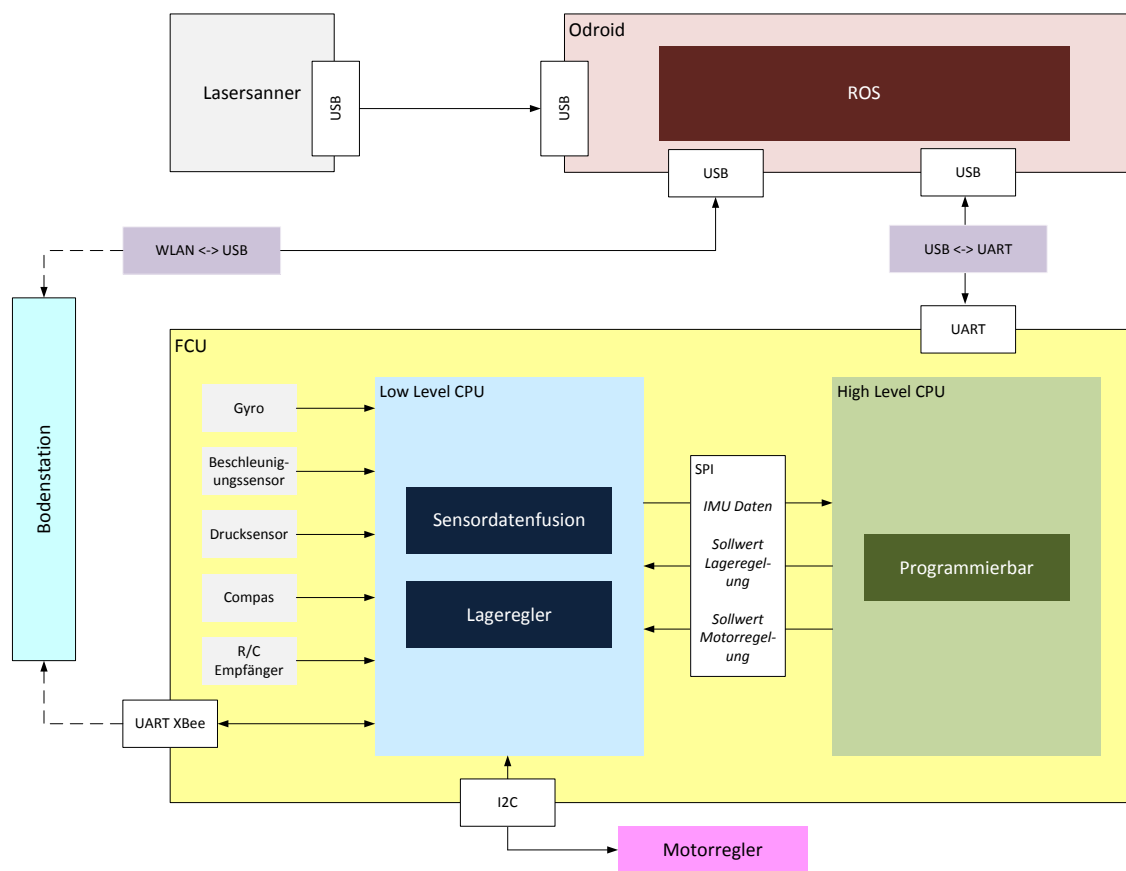 Odroid
Lasersanner
USB
USB
ROS
USB
USB
WLAN <-> USB
USB <-> UART
UART
FCU
Bodenstation
Low Level CPU
High Level CPU
Gyro
Beschleunig-
ungssensor
Drucksensor
Compas
R/C
Empfänger
Sensordatenfusion
Lageregler
SPI
IMU Daten
Sollwert
Lageregel-
ung
Sollwert
Motorregel-
ung
Programmierbar
UART XBee
I2C
Motorregler